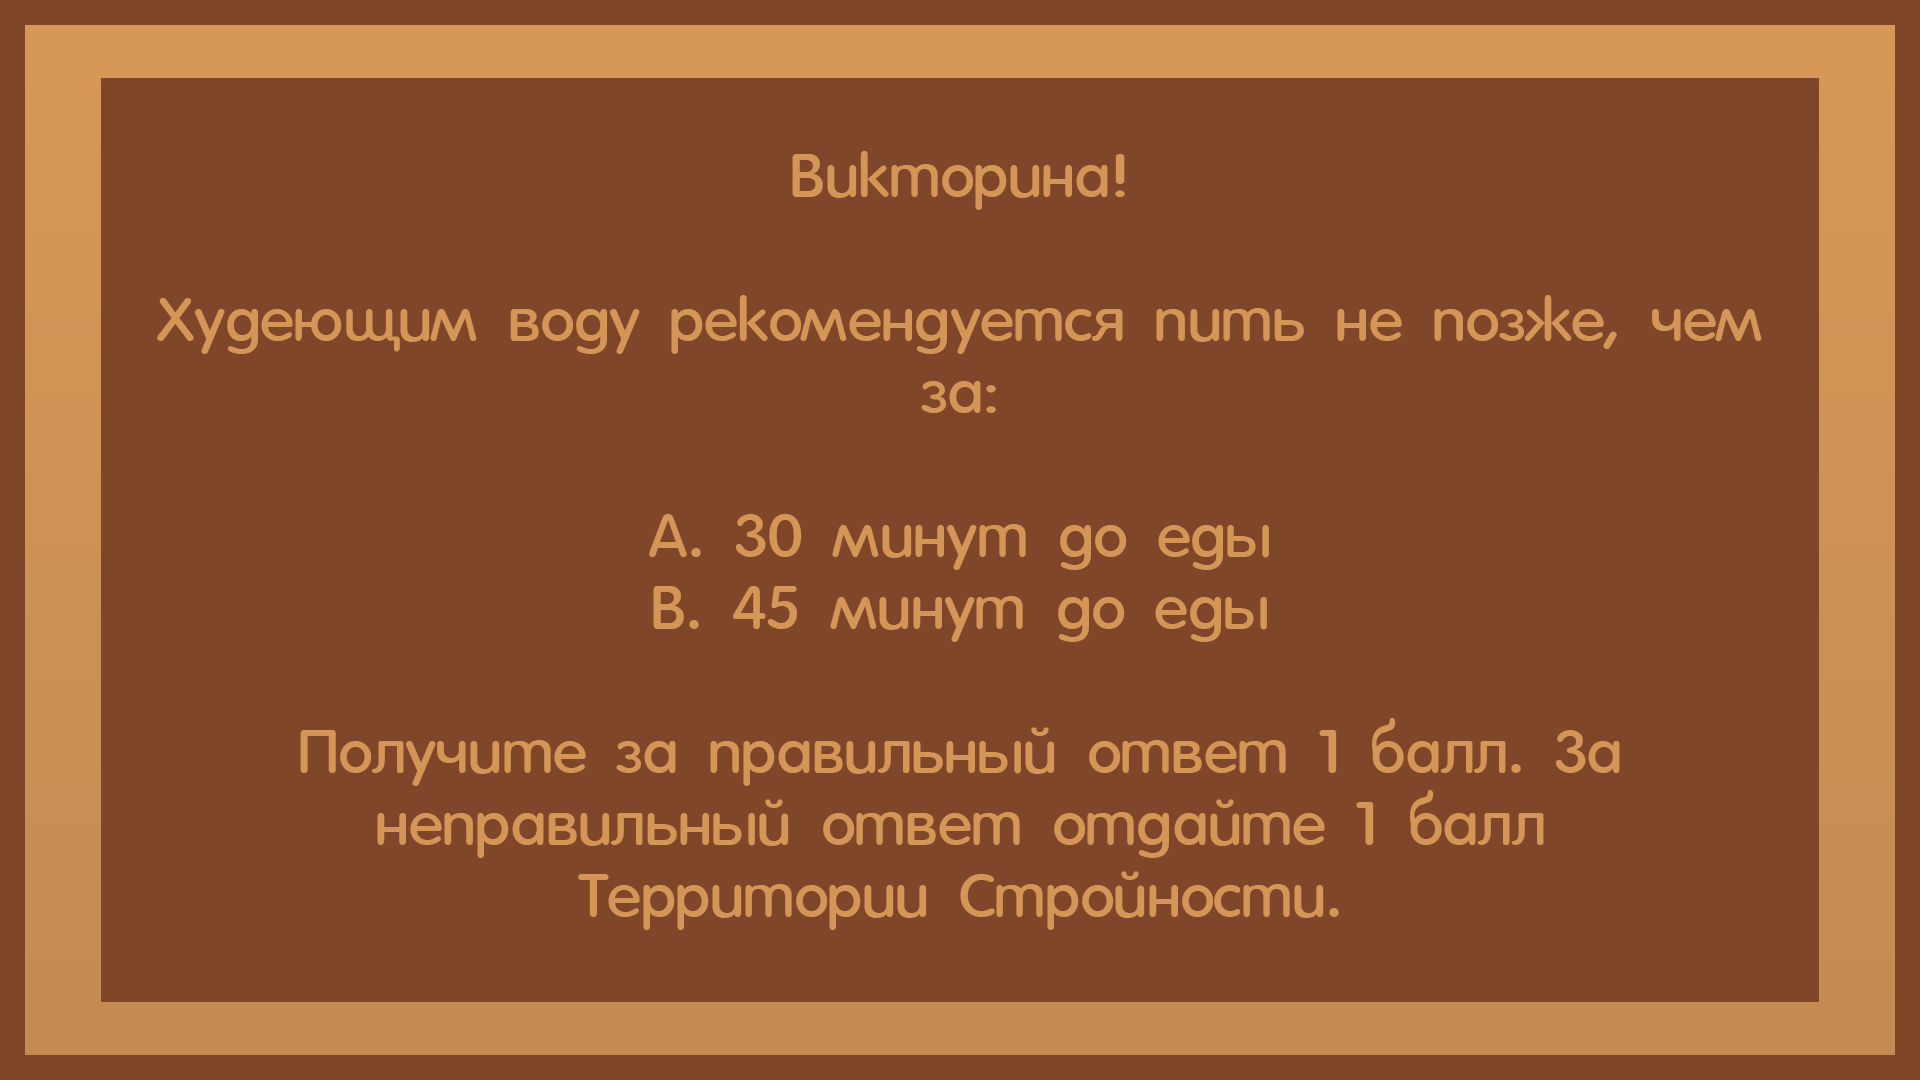 Викторина!
Худеющим воду рекомендуется пить не позже, чем
за:
А. 30 минут до еды
В. 45 минут до еды
Получите за правильный ответ 1 балл. За
неправильный ответ отдайте 1 балл
Территории Стройности.